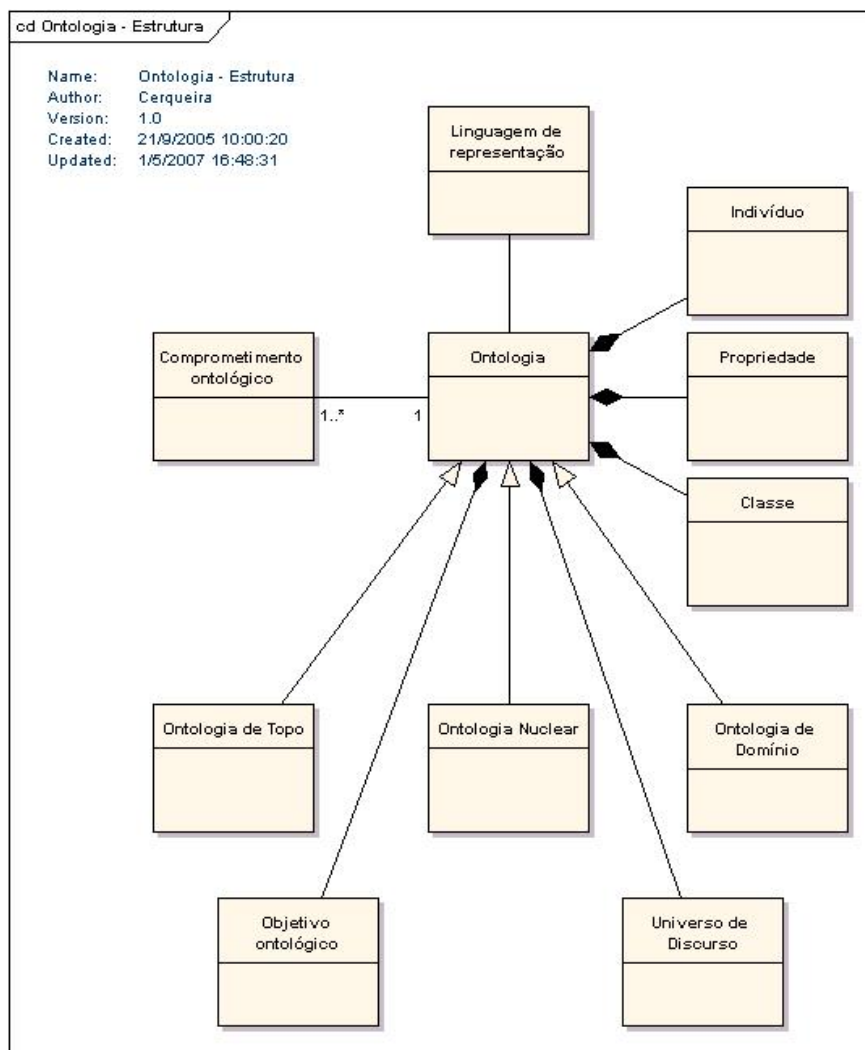 cd Ontologia - Estrutura
Name: Ontologia - Estrutura
Author: Cerqueira
Version: 1.0
Created: 21/9/2005 10:00:20
Updated: 1/5/2007 16:48:31
Linguagem de
representação
Indivíduo
Comprometimento
ontológico
Ontologia
Propriedade
1..*
1
Classe
Ontologia de Topo
Ontologia Nuclear
Ontologia de
Domínio
Objetivo
ontológico
Universo de
Discurso